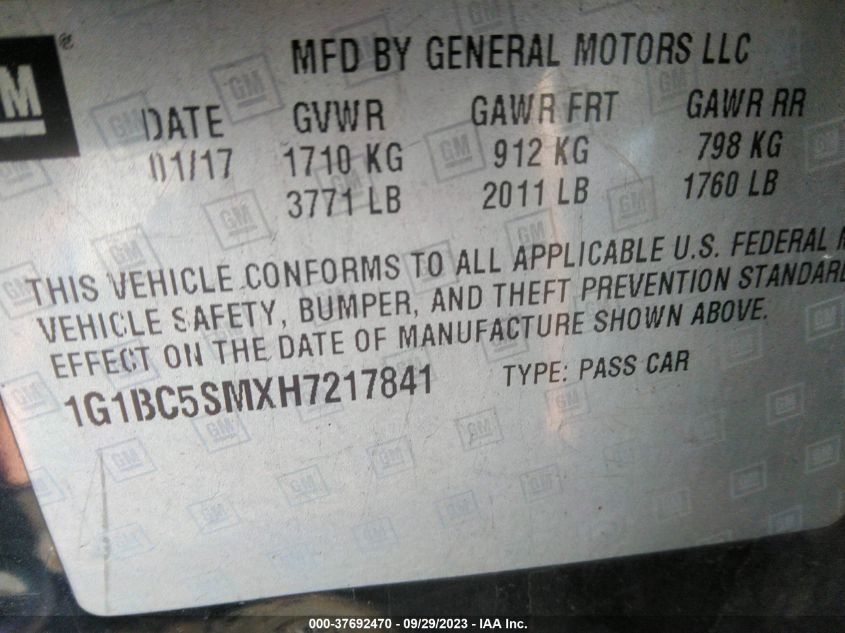 GM
MFD BY GENERAL MOTORS LLC
DATE GVWR GAWR FRT GAWR RR
01/17 1710 KG 912 KG 798 KG
3771 LB 2011 LB 1760 LB
THIS VEHICLE CONFORMS TO ALL APPLICABLE U.S. FEDERAL
VEHICLE SAFETY, BUMPER, AND THEFT PREVENTION STANDARD
EFFECT ON THE DATE OF MANUFACTURE SHOWN ABOVE.
1G1BC5SMXH7217841 TYPE: PASS CAR
000-37692470 - 09/29/2023 - IAA Inc.